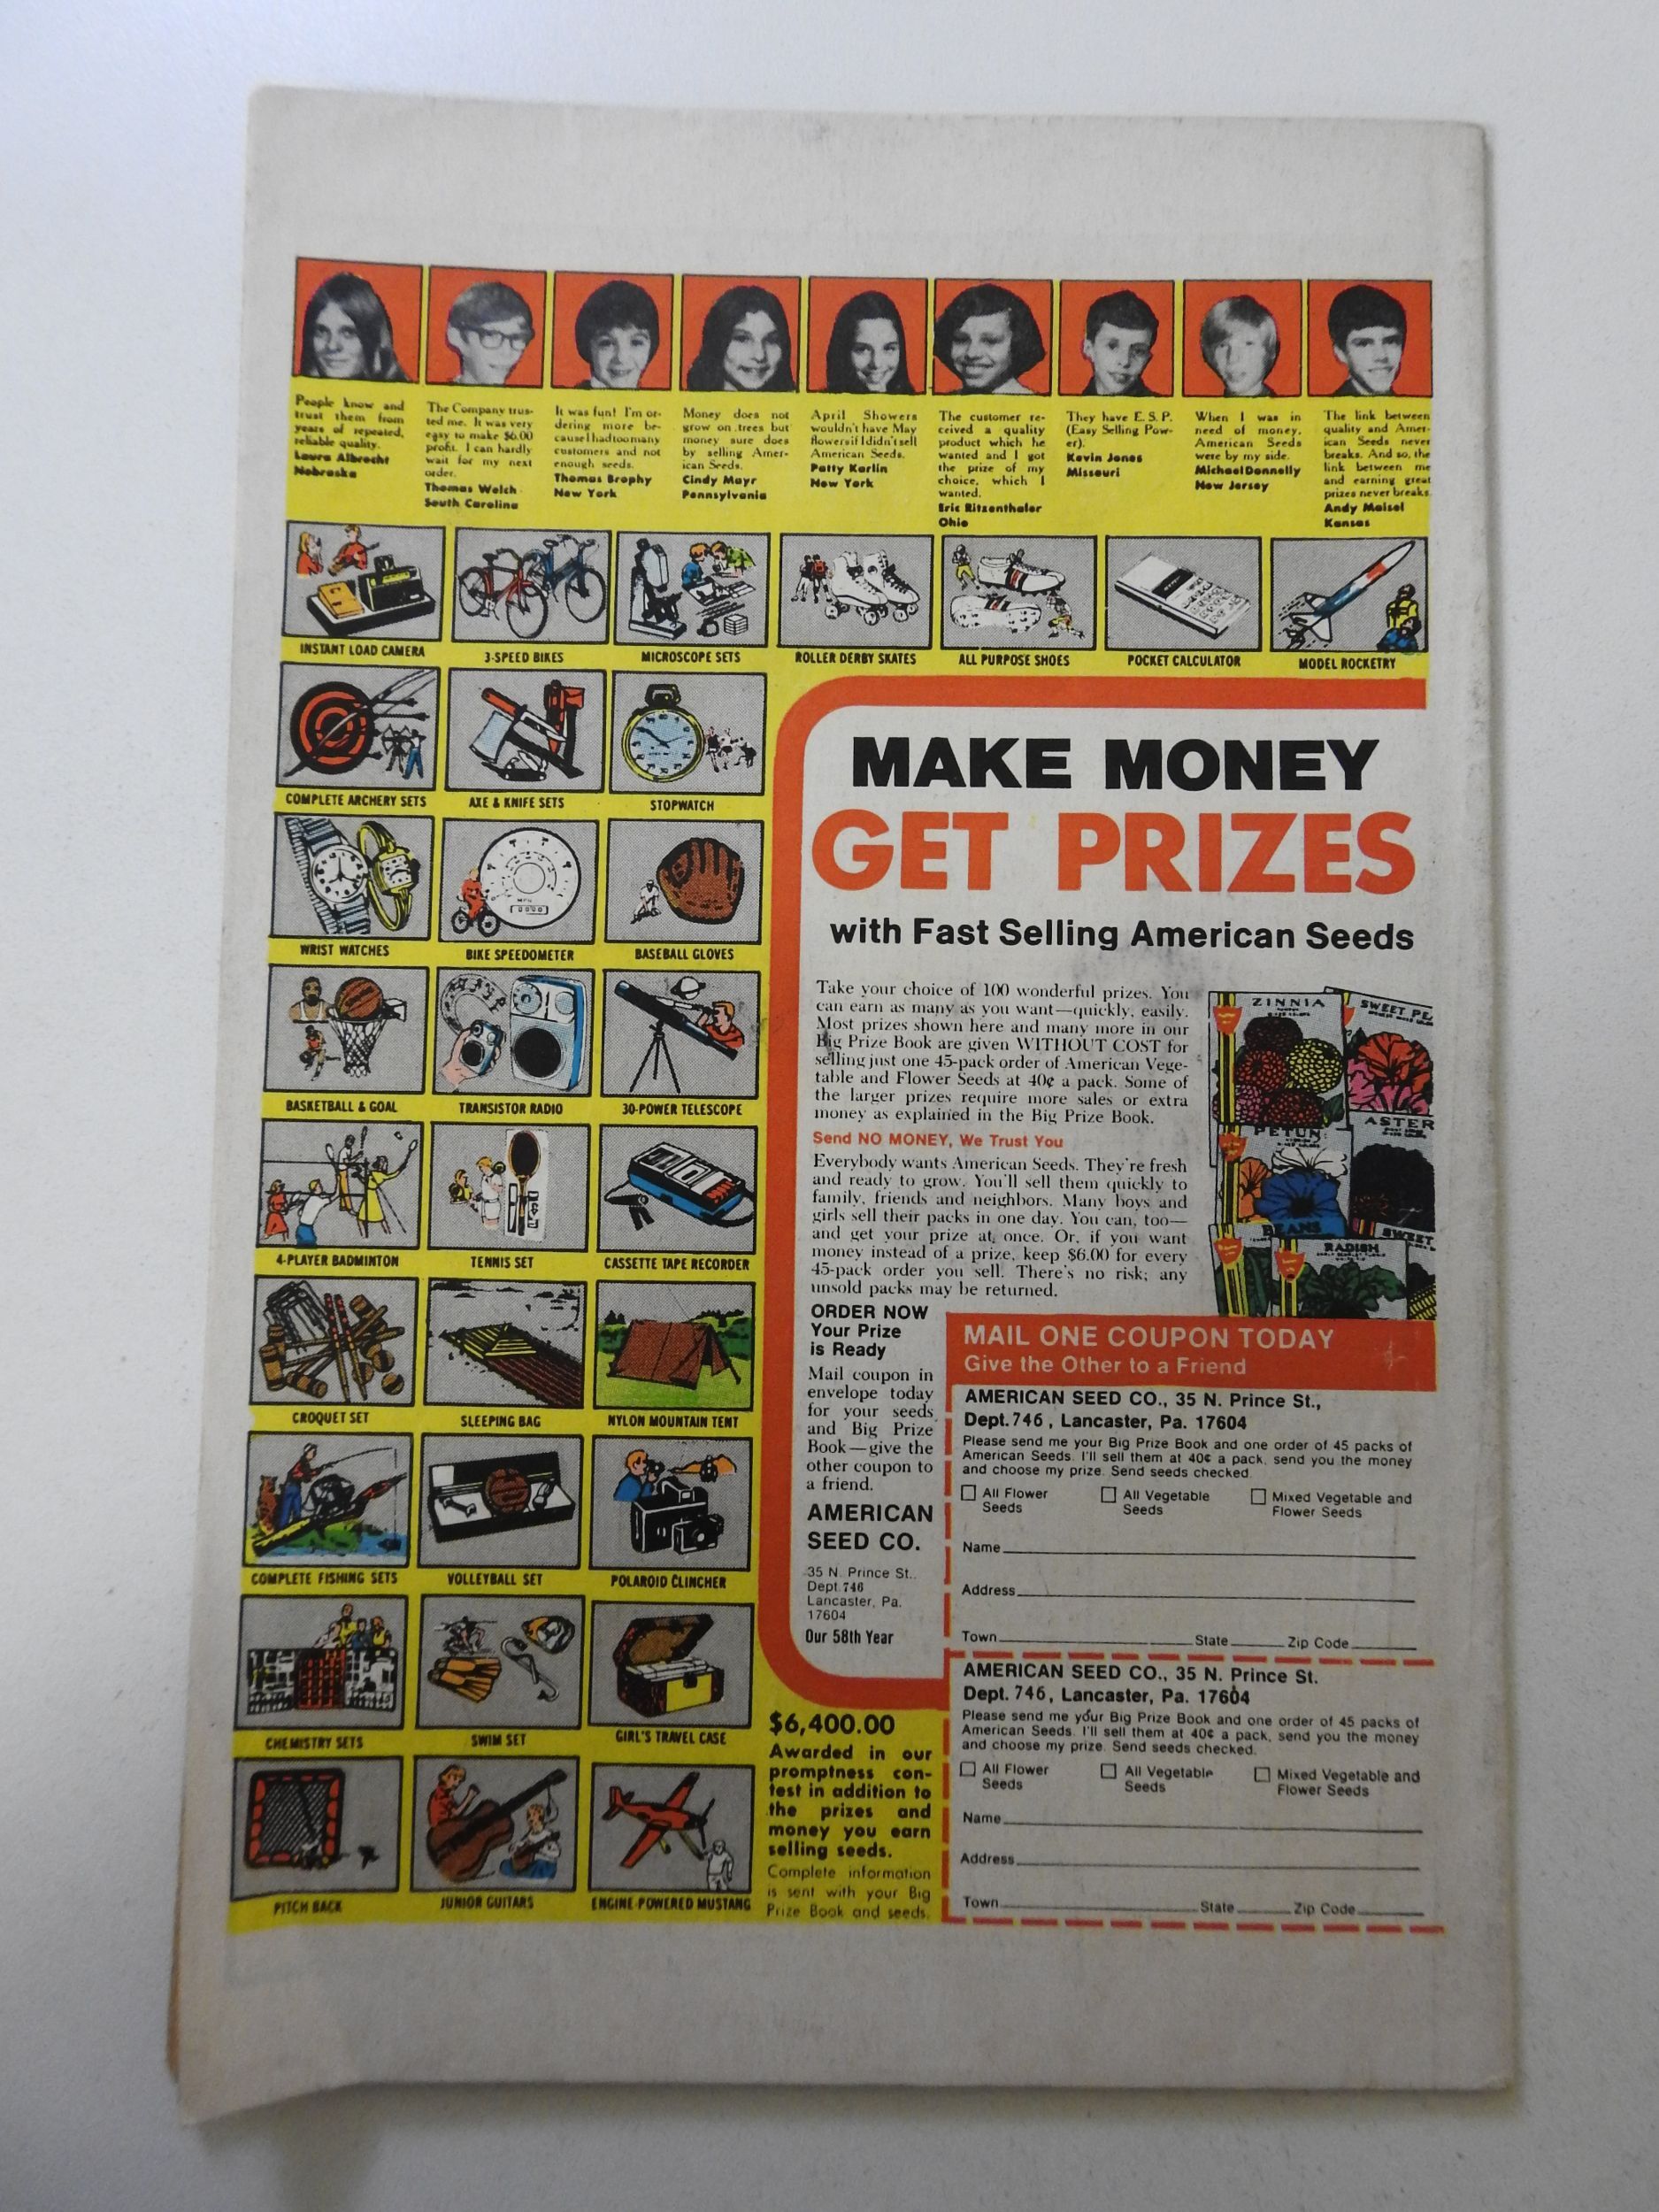 People know and
trust them from
years of repeated,
reliable quality.
Laura Albrecht
Nebraska
The Company trus-
ted me. It was very
easy to make $6.00
profit. I can hardly
wait for my next
order.
Thomas Welch
South Carolina
It was fun! I'm or-
dering more be-
cause I had too many
customers and not
enough seeds.
Thomas Brophy
New York
Money does not
grow on trees but
money sure does
by selling Amer-
ican Seeds.
Cindy Mayr
Pennsylvania
April Showers
wouldn't have May
flowers if I didn't sell
American Seeds.
Patty Karlin
New York
The customer re-
ceived a quality
product which he
wanted and I got
the prize of my
choice, which I
wanted.
Eric Ritzenthaler
Ohio
They have E.S.P.
(Easy Selling Pow-
er).
Kevin Jones
Missouri
When I was in
need of money,
American Seeds
were by my side.
Michael Donnelly
New Jersey
The link between
quality and Amer-
ican Seeds never
breaks. And so, the
link between me
and earning great
prizes never breaks.
Andy Maisel
Kansas
INSTANT LOAD CAMERA
3-SPEED BIKES
MICROSCOPE SETS
ROLLER DERBY SKATES
ALL PURPOSE SHOES
POCKET CALCULATOR
MODEL ROCKETRY
COMPLETE ARCHERY SETS
AXE & KNIFE SETS
STOPWATCH
WRIST WATCHES
BIKE SPEEDOMETER
BASEBALL GLOVES
BASKETBALL & GOAL
TRANSISTOR RADIO
30-POWER TELESCOPE
4-PLAYER BADMINTON
TENNIS SET
CASSETTE TAPE RECORDER
CROQUET SET
SLEEPING BAG
NYLON MOUNTAIN TENT
COMPLETE FISHING SETS
VOLLEYBALL SET
POLAROID CLINCHER
CHEMISTRY SETS
SWIM SET
GIRL'S TRAVEL CASE
PITCH BACK
JUNIOR GUITARS
ENGINE-POWERED MUSTANG
MAKE MONEY
GET PRIZES
with Fast Selling American Seeds
Take your choice of 100 wonderful prizes. You
can earn as many as you want—quickly, easily.
Most prizes shown here and many more in our
Big Prize Book are given WITHOUT COST for
selling just one 45-pack order of American Vege-
table and Flower Seeds at 40¢ a pack. Some of
the larger prizes require more sales or extra
money as explained in the Big Prize Book.
Send NO MONEY, We Trust You
Everybody wants American Seeds. They're fresh
and ready to grow. You'll sell them quickly to
family, friends and neighbors. Many boys and
girls sell their packs in one day. You can, too—
and get your prize at once. Or, if you want
money instead of a prize, keep $6.00 for every
45-pack order you sell. There's no risk; any
unsold packs may be returned.
ZINNIA
SWEET PE
PETUN
ASTER
BEANS
SWEET
RADISH
ORDER NOW
Your Prize
is Ready
Mail coupon in
envelope today
for your seeds
and Big Prize
Book—give the
other coupon to
a friend.
AMERICAN
SEED CO.
35 N. Prince St.,
Dept. 746
Lancaster, Pa.
17604
Our 58th Year
MAIL ONE COUPON TODAY
Give the Other to a Friend
AMERICAN SEED CO., 35 N. Prince St.,
Dept. 746, Lancaster, Pa. 17604
Please send me your Big Prize Book and one order of 45 packs of
American Seeds. I'll sell them at 40¢ a pack, send you the money
and choose my prize. Send seeds checked.
All Flower
Seeds
All Vegetable
Seeds
Mixed Vegetable and
Flower Seeds
Name
Address
Town State Zip Code
AMERICAN SEED CO., 35 N. Prince St.
Dept. 746, Lancaster, Pa. 17604
Please send me your Big Prize Book and one order of 45 packs of
American Seeds. I'll sell them at 40¢ a pack, send you the money
and choose my prize. Send seeds checked.
All Flower
Seeds
All Vegetable
Seeds
Mixed Vegetable and
Flower Seeds
Name
Address
Town State Zip Code
$6,400.00
Awarded in our
promptness con-
test in addition to
the prizes and
money you earn
selling seeds.
Complete information
is sent with your Big
Prize Book and seeds.